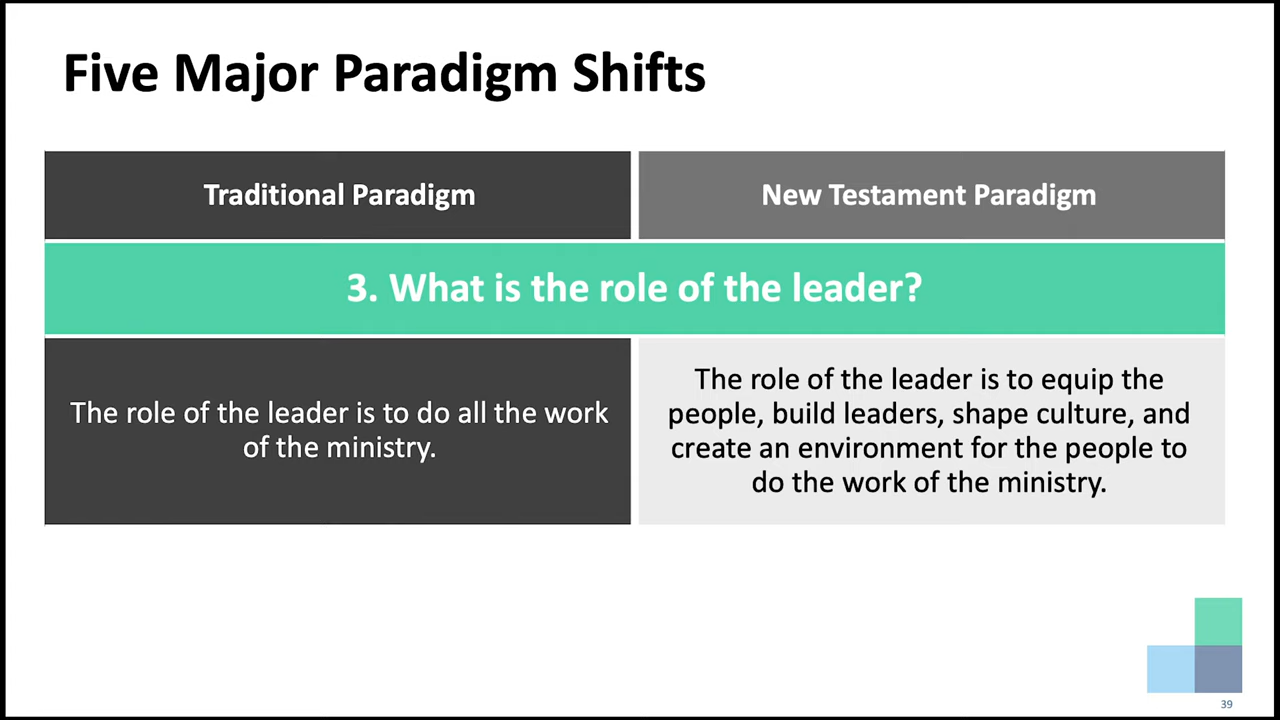 Five Major Paradigm Shifts
Traditional Paradigm
New Testament Paradigm
3. What is the role of the leader?
The role of the leader is to do all the work
of the ministry.
The role of the leader is to equip the
people, build leaders, shape culture, and
create an environment for the people to
do the work of the ministry.
39